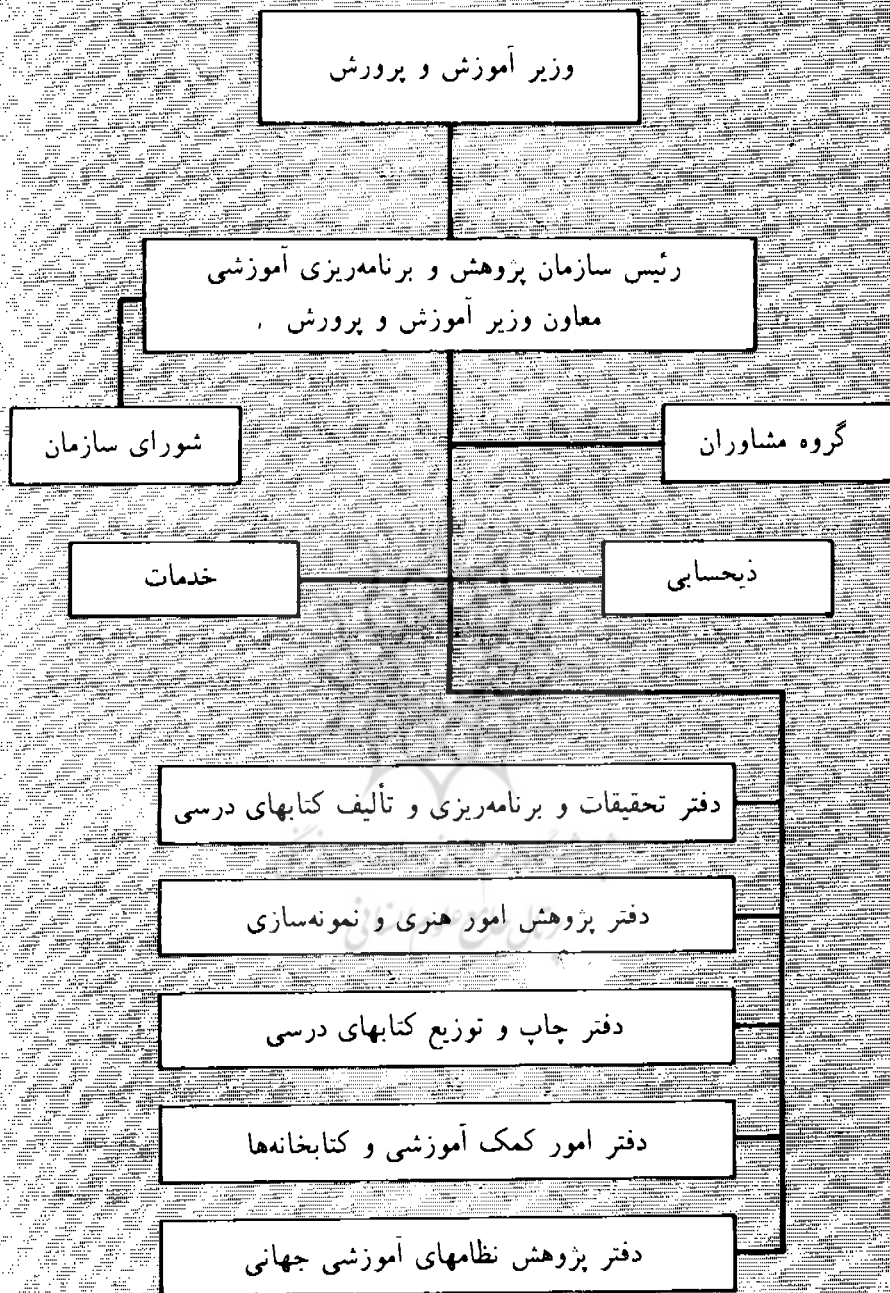 وزیر آموزش و پرورش
رئیس سازمان پژوهش و برنامه‌ریزی آموزشی
معاون وزیر آموزش و پرورش
گروه مشاوران
شورای سازمان
ذیحسابی
خدمات
دفتر تحقیقات و برنامه‌ریزی و تألیف کتابهای درسی
دفتر پژوهش امور هنری و نمونه‌سازی
دفتر چاپ و توزیع کتابهای درسی
دفتر امور کمک آموزشی و کتابخانه‌ها
دفتر پژوهش نظامهای آموزشی جهانی